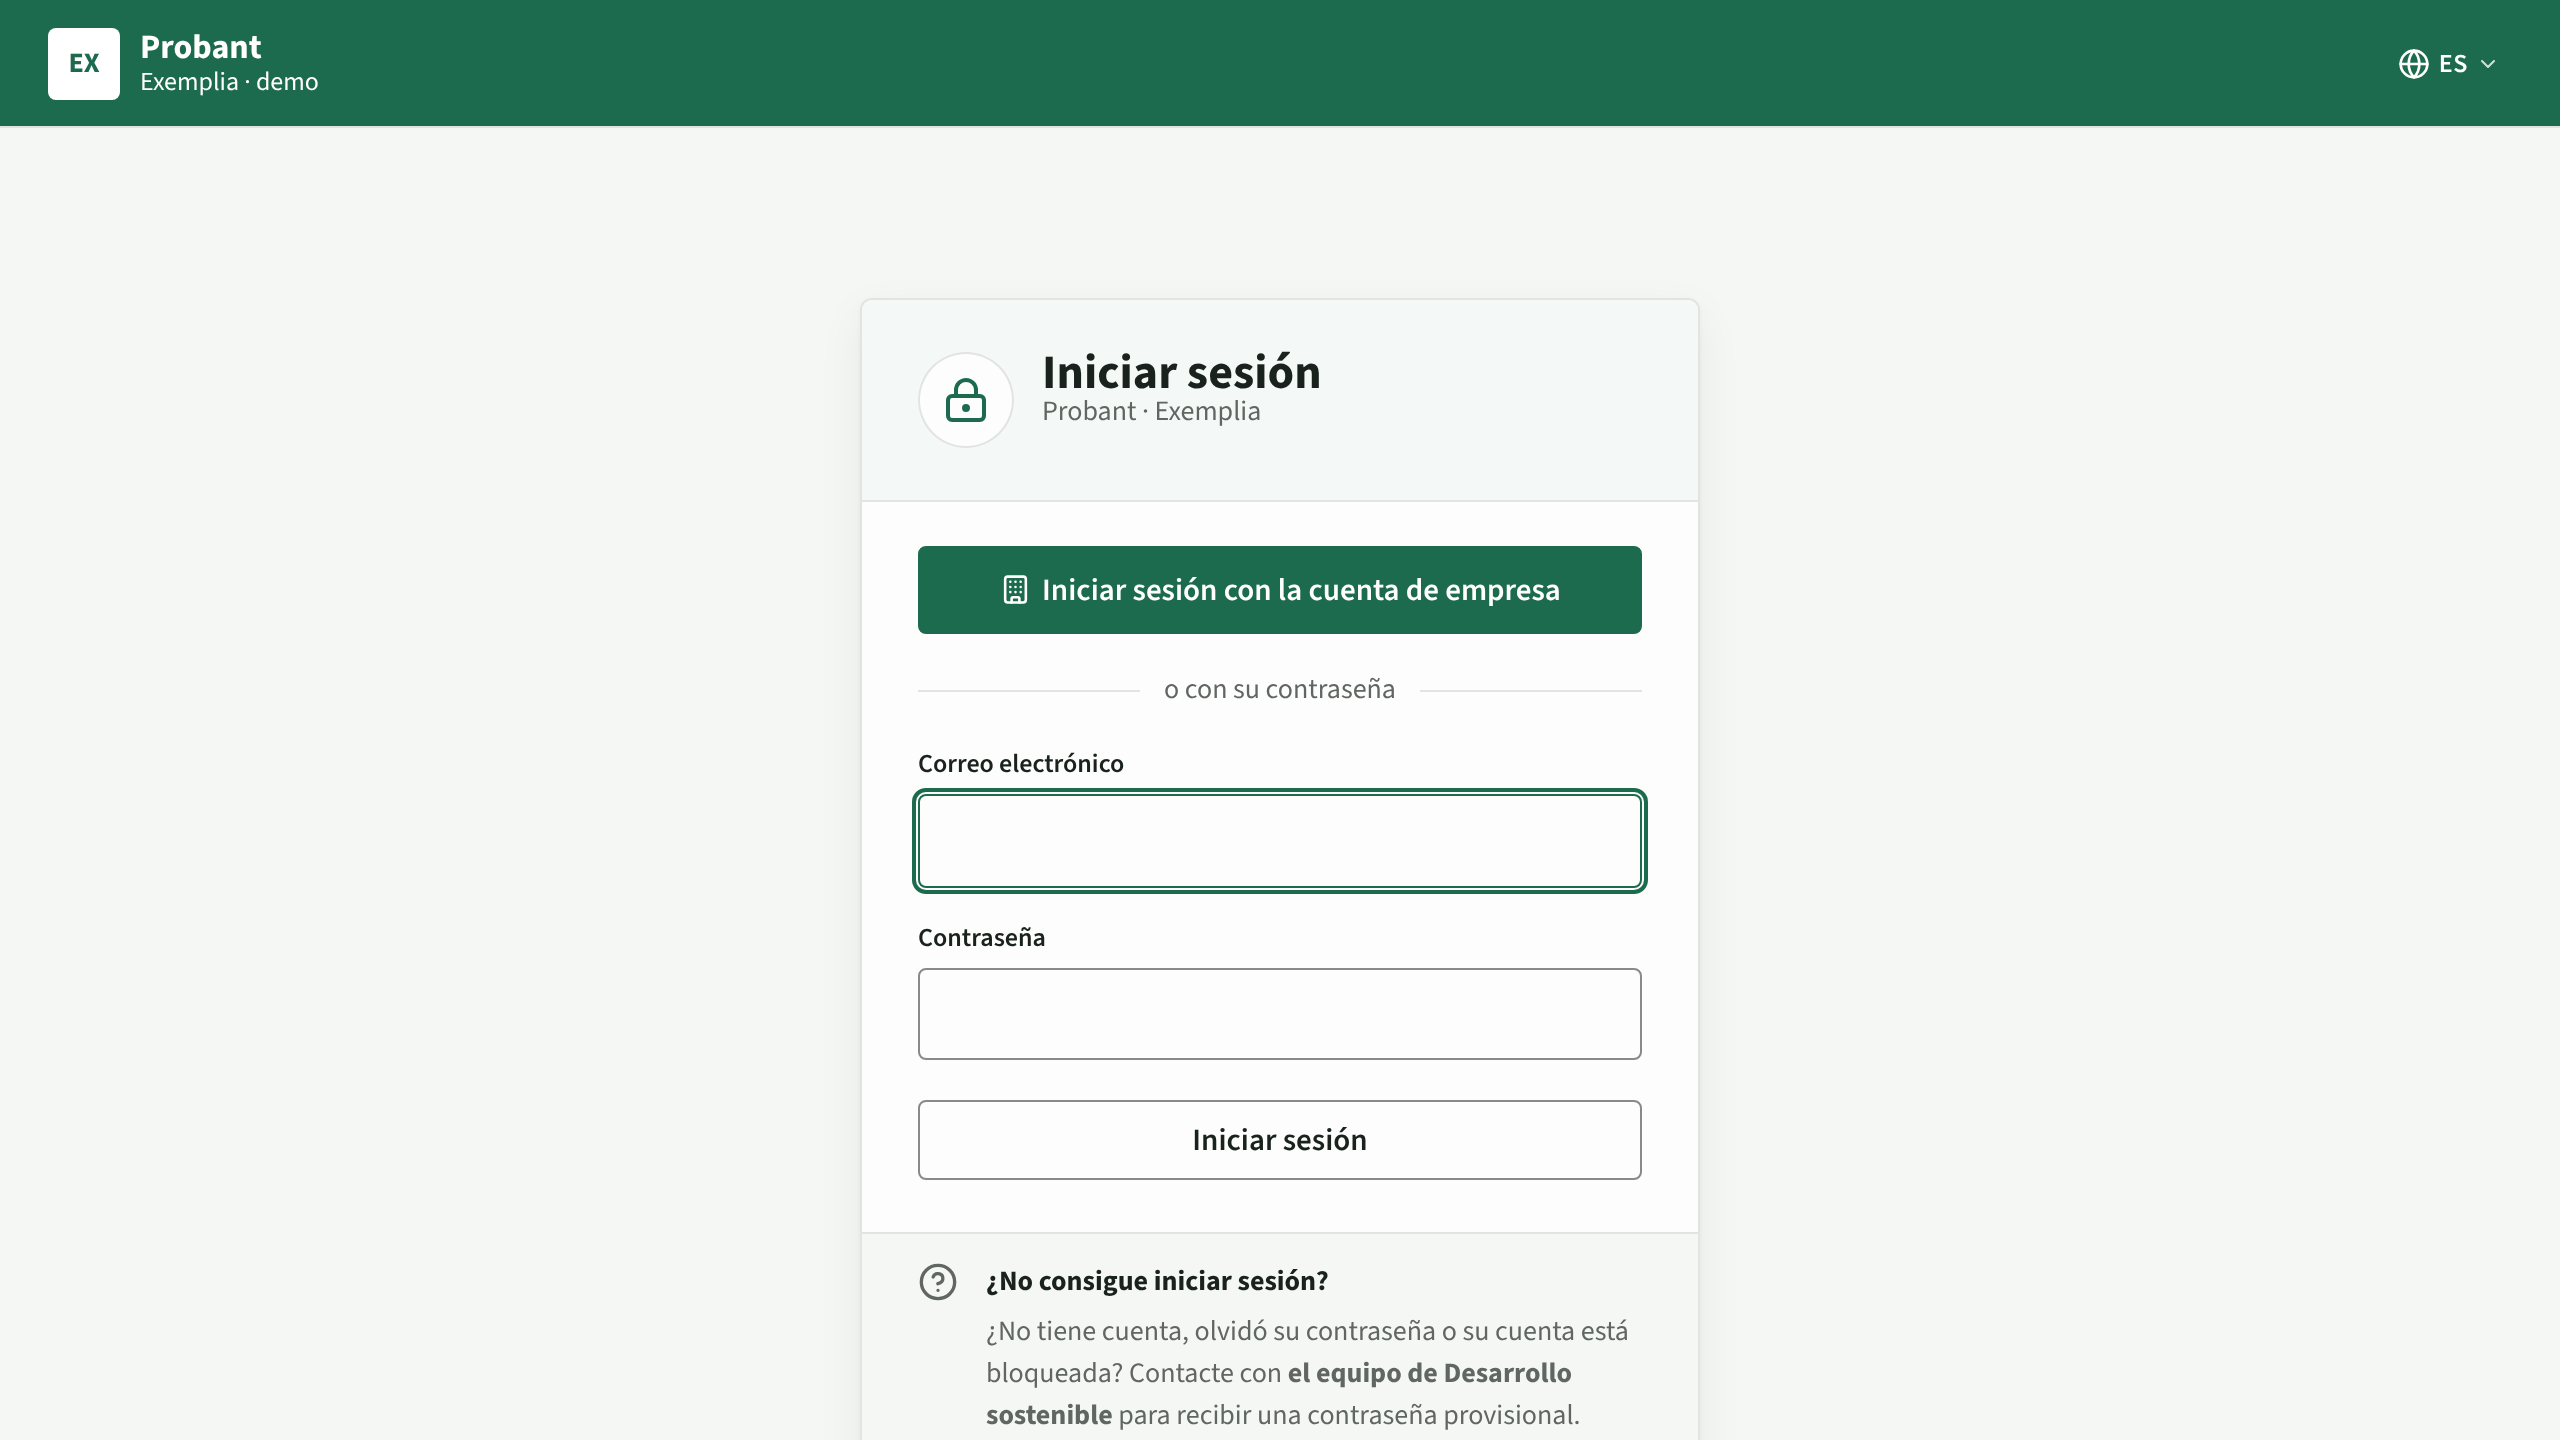 EX
Probant
Exemplia · demo
ES
Iniciar sesión
Probant · Exemplia
Iniciar sesión con la cuenta de empresa
o con su contraseña
Correo electrónico
Contraseña
Iniciar sesión
¿No consigue iniciar sesión?
¿No tiene cuenta, olvidó su contraseña o su cuenta está
bloqueada? Contacte con el equipo de Desarrollo
sostenible para recibir una contraseña provisional.